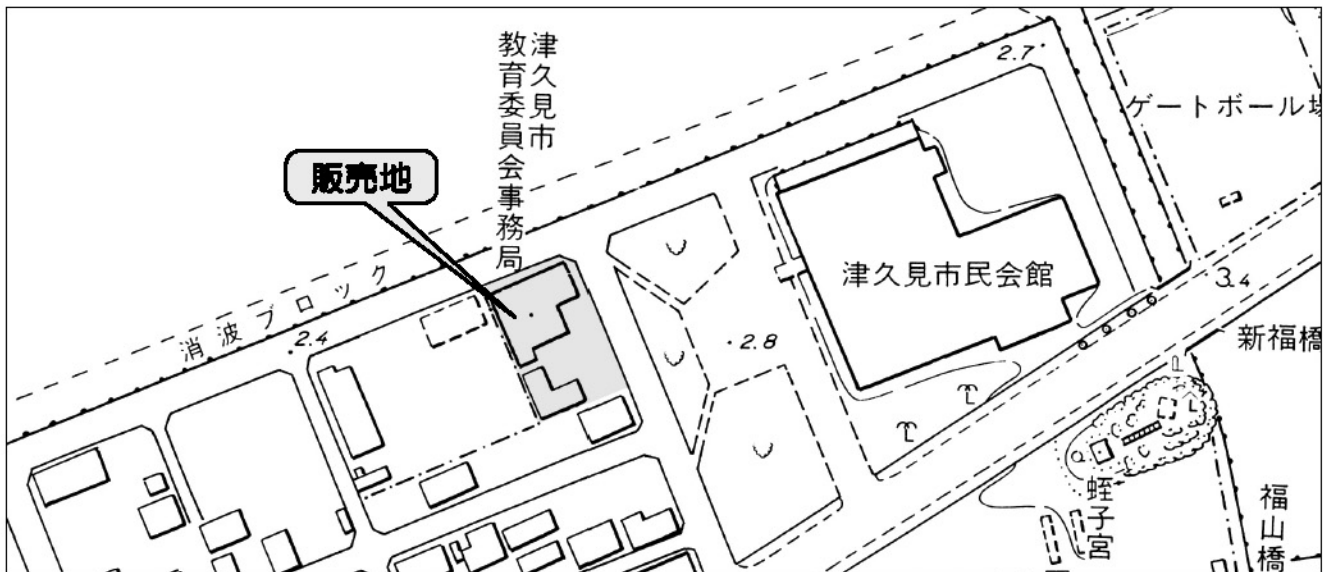 津久見市
教育委員会事務局
2.7
ゲートボール場
販売地
消波ブロック
2.4
2.8
津久見市民会館
3.4
新福橋
蛭子宮
福山橋